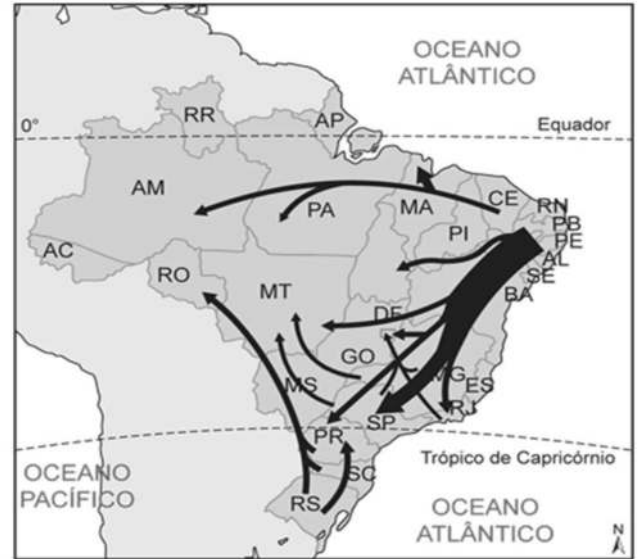 OCEANO
ATLÂNTICO
RR
AP
0°
Equador
AM
PA
MA
CE
RN
PB
PI
PE
AC
AL
SE
RO
BA
MT
DF
GO
MG
MS
ES
SP
RJ
PR
Trópico de Capricórnio
OCEANO
PACÍFICO
SC
RS
OCEANO
ATLÂNTICO
N